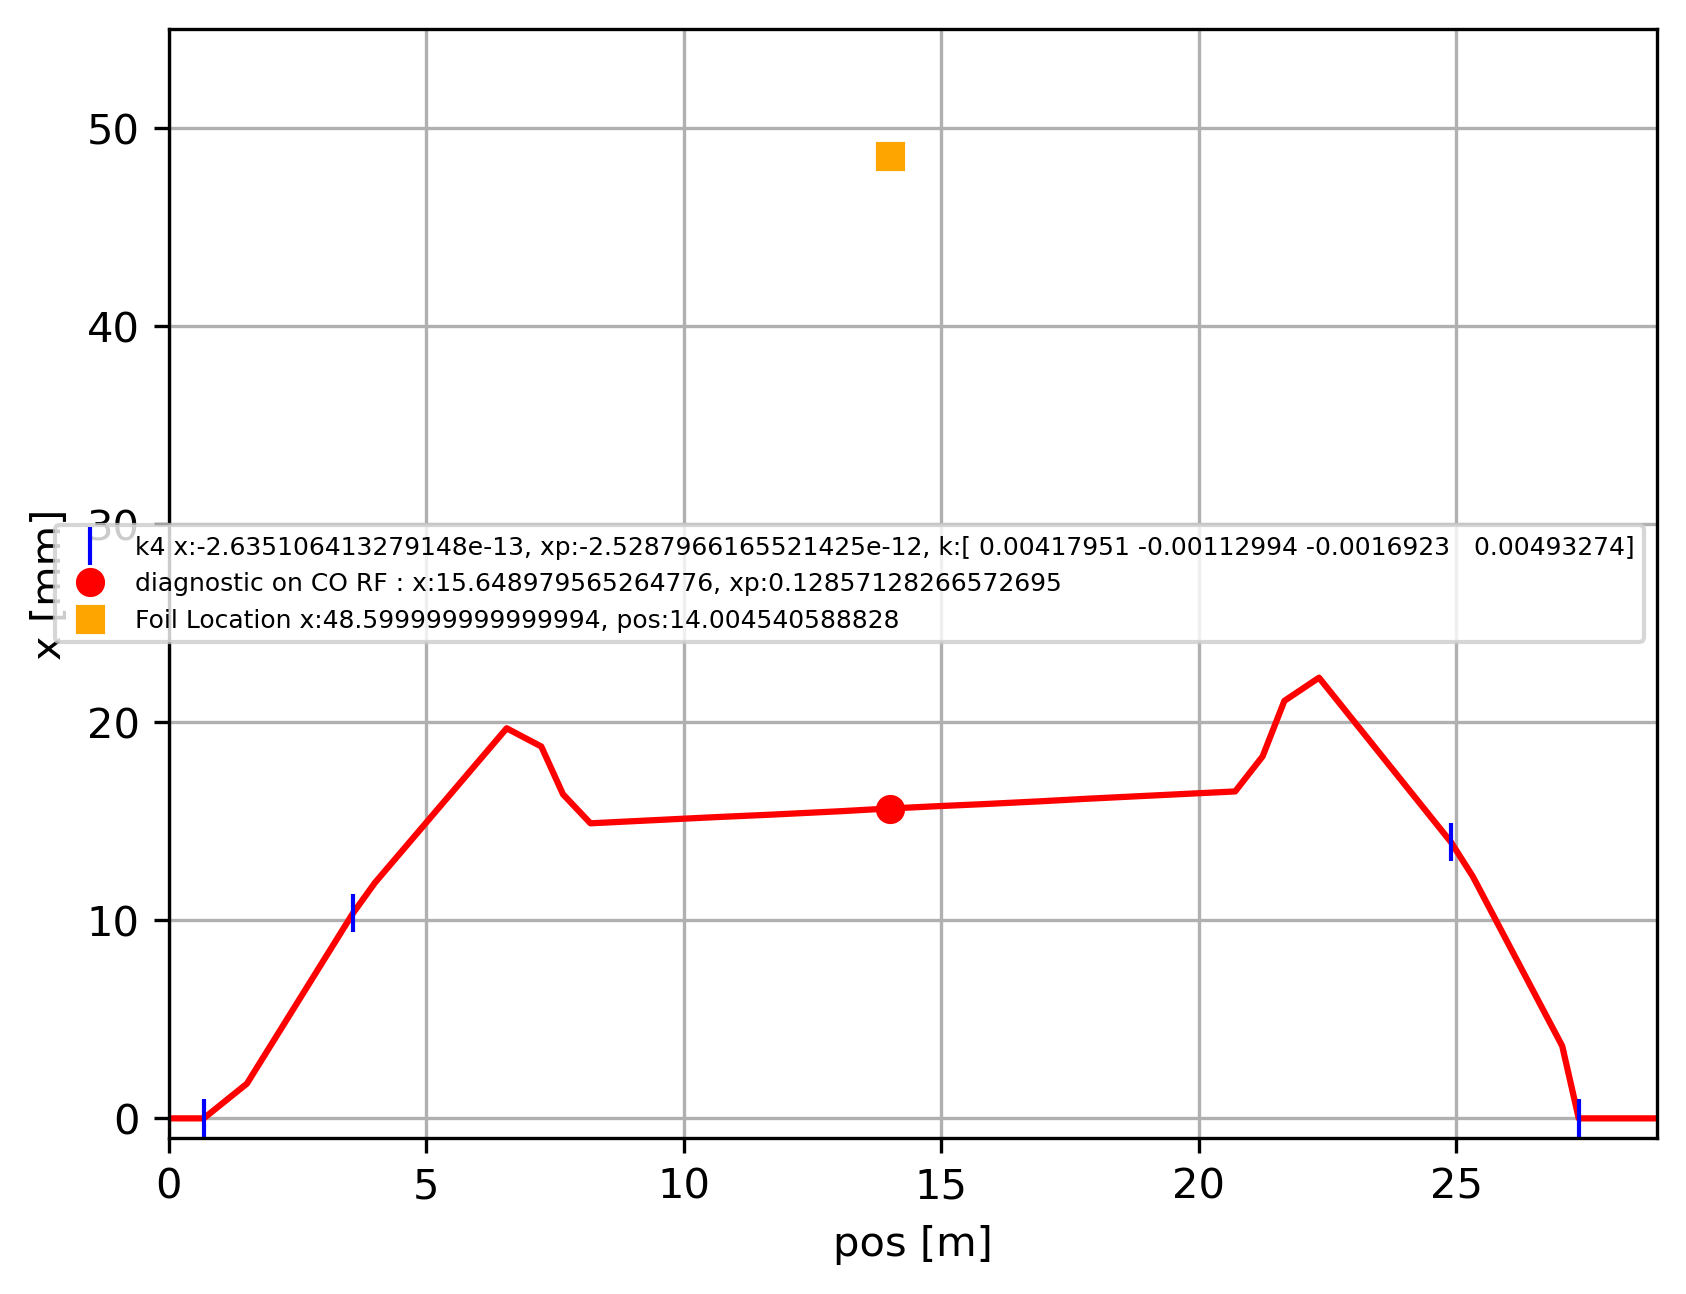 50
40
30
20
10
0
x [mm]
k4 x:-2.635106413279148e-13, xp:-2.5287966165521425e-12, k:[ 0.00417951 -0.00112994 -0.0016923   0.00493274]
diagnostic on CO RF : x:15.648979565264776, xp:0.12857128266572695
Foil Location x:48.599999999999994, pos:14.004540588828
0 5 10 15 20 25
pos [m]